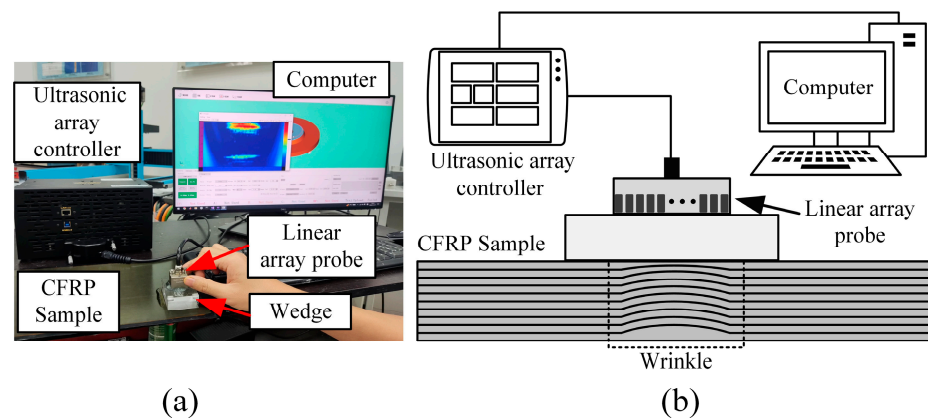 Ultrasonic
array
controller
Computer
Linear
array probe
CFRP
Sample
Wedge
(a)
Computer
Ultrasonic array
controller
Linear array
probe
CFRP Sample
Wrinkle
(b)